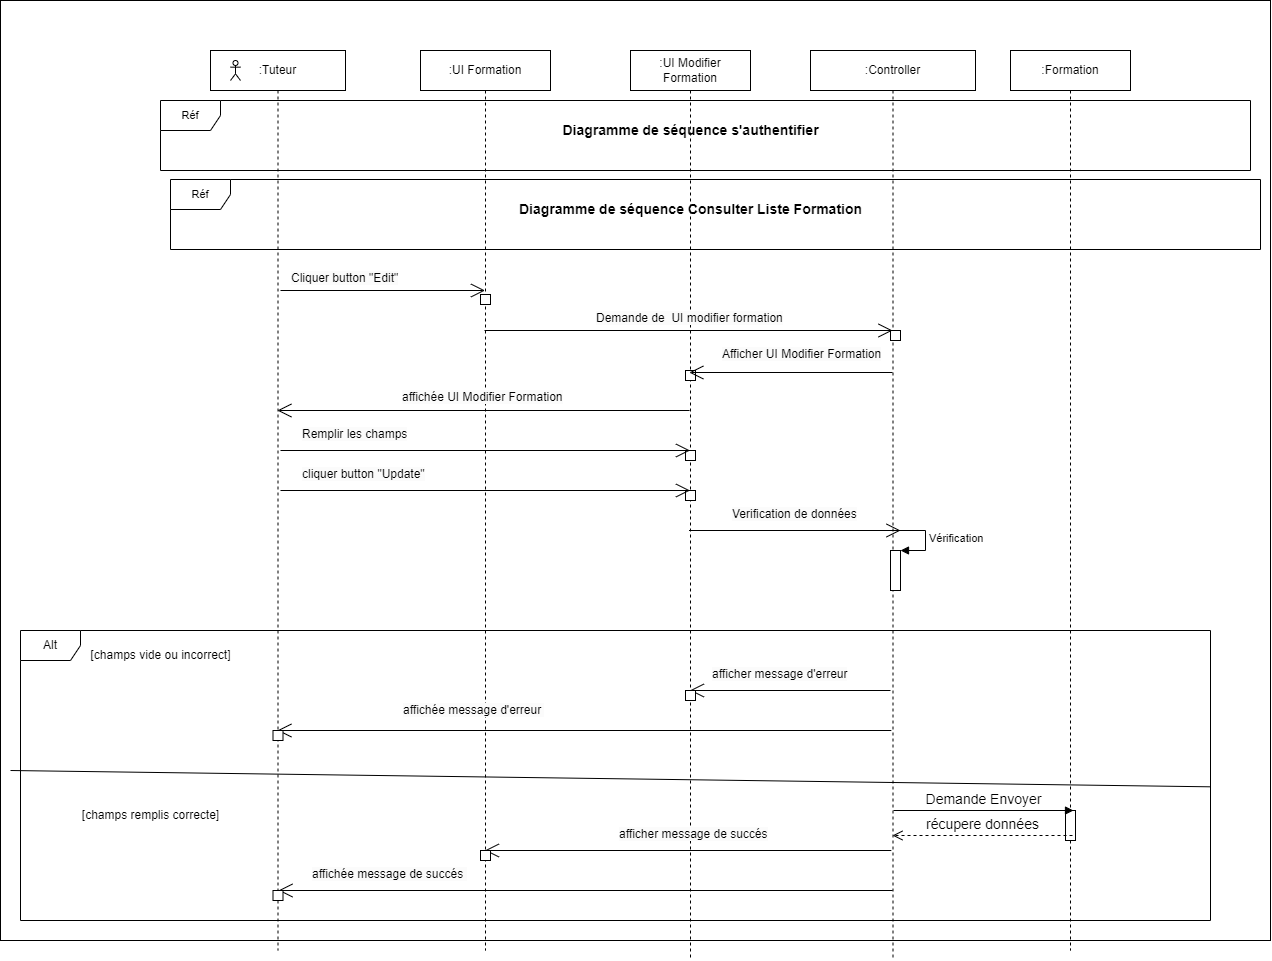 :Tuteur
:UI Formation
:UI Modifier
Formation
:Controller
:Formation
Réf
Diagramme de séquence s'authentifier
Réf
Diagramme de séquence Consulter Liste Formation
Cliquer button "Edit"
Demande de  UI modifier formation
Afficher UI Modifier Formation
affichée UI Modifier Formation
Remplir les champs
cliquer button "Update"
Verification de données
Vérification
Alt
[champs vide ou incorrect]
afficher message d'erreur
affichée message d'erreur
Demande Envoyer
[champs remplis correcte]
récupere données
afficher message de succés
affichée message de succés